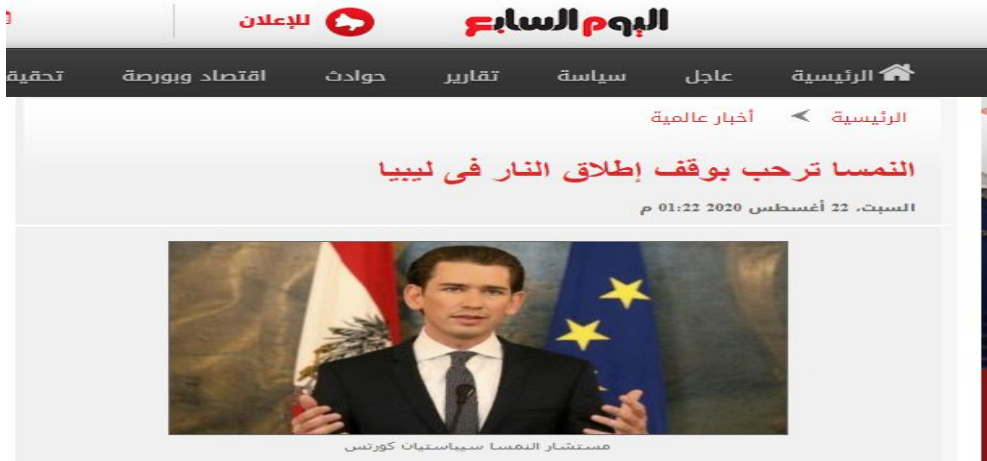 اليوم السابع
للإعلان
الرئيسية عاجل سياسة تقارير حوادث اقتصاد وبورصة
الرئيسية أخبار عالمية
النمسا ترحب بوقف إطلاق النار فى ليبيا
السبت، 22 أغسطس 2020 01:22 م
مستشار النمسا سيباستيان كورتس